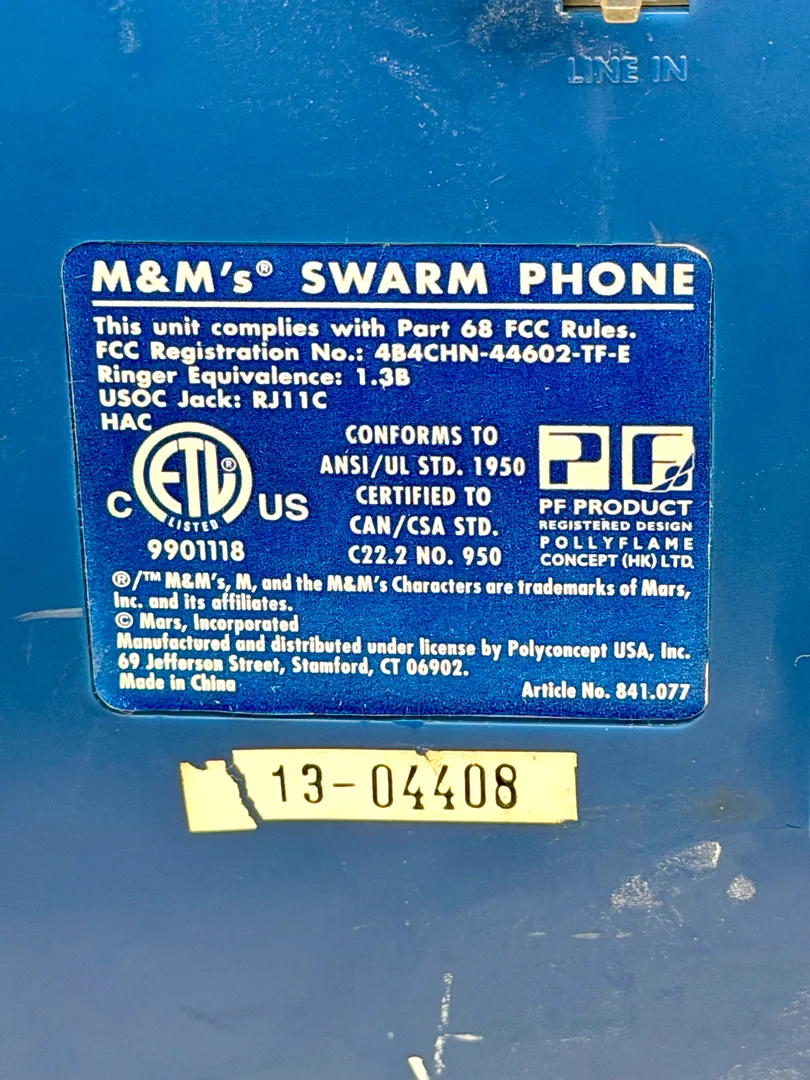 LINE IN
M&M's® SWARM PHONE
This unit complies with Part 68 FCC Rules.
FCC Registration No.: 4B4CHN-44602-TF-E
Ringer Equivalence: 1.3B
USOC Jack: RJ11C
HAC
C ETL® US
LISTED
9901118
CONFORMS TO
ANSI/UL STD. 1950
CERTIFIED TO
CAN/CSA STD.
C22.2 NO. 950
PF
PF PRODUCT
REGISTERED DESIGN
POLLYFLAME
CONCEPT (HK) LTD.
®/™ M&M's, M, and the M&M's Characters are trademarks of Mars,
Inc. and its affiliates.
© Mars, Incorporated
Manufactured and distributed under license by Polyconcept USA, Inc.
69 Jefferson Street, Stamford, CT 06902.
Made in China
Article No. 841.077
13-04408